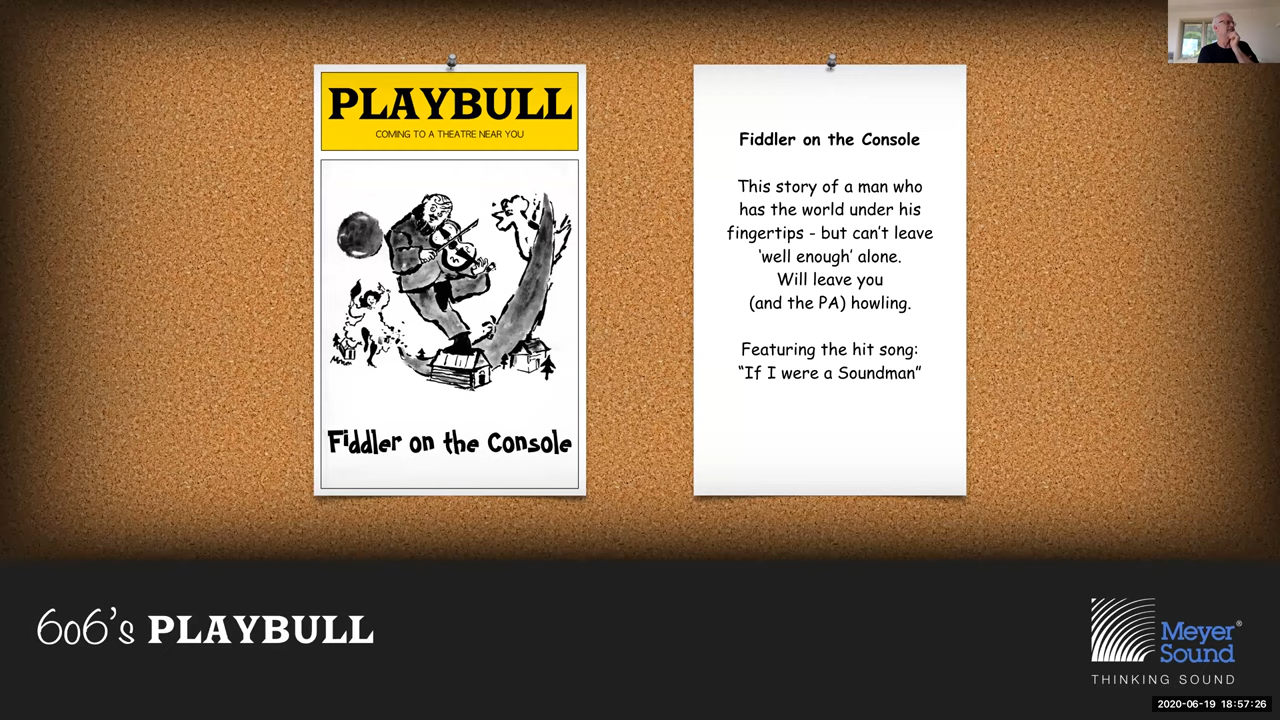 PLAYBULL
COMING TO A THEATRE NEAR YOU
Fiddler on the Console
Fiddler on the Console
This story of a man who
has the world under his
fingertips - but can't leave
‘well enough’ alone.
Will leave you
(and the PA) howling.
Featuring the hit song:
“If I were a Soundman”
606's PLAYBULL
Meyer
Sound®
THINKING SOUND
2020-06-19 18:57:26